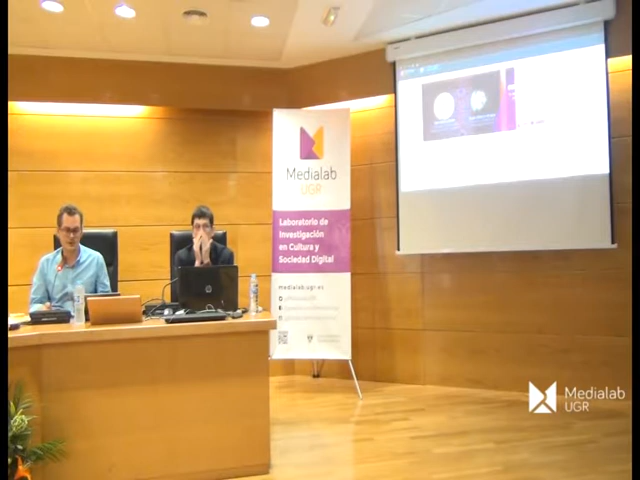 Medialab
UGR
Laboratorio de
Investigación
en Cultura y
Sociedad Digital
medialab.ugr.es
Medialab
UGR